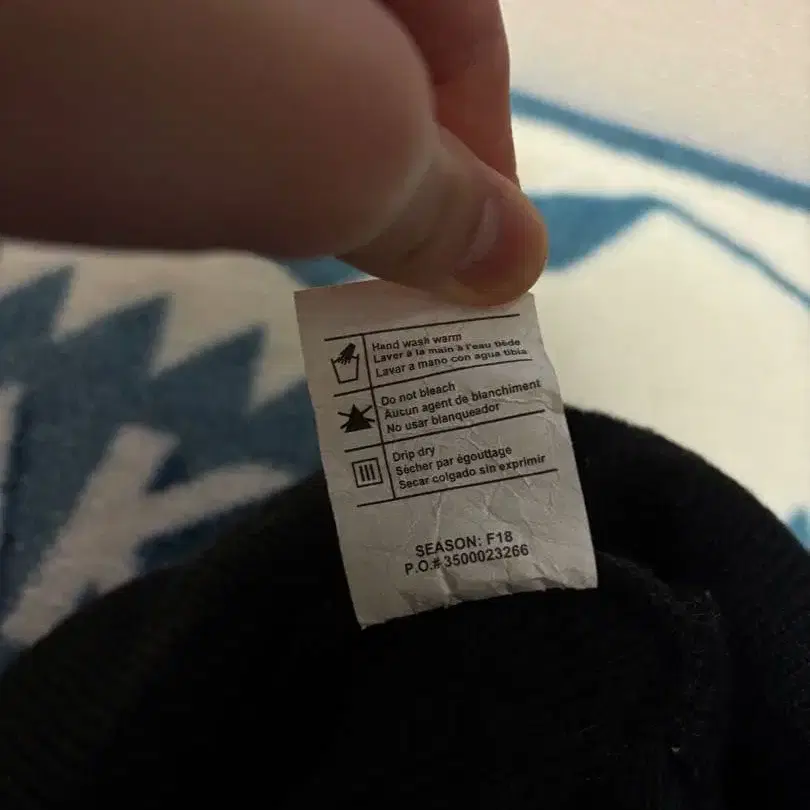 Hand wash warm
Laver a la main à l'eau tiède
Lavar a mano con agua tibia
Do not bleach
Aucun agent de blanchiment
No usar blanqueador
Drip dry
Sécher par égouttage
Secar colgado sin exprimir
SEASON: F18
P.O.# 3500023266